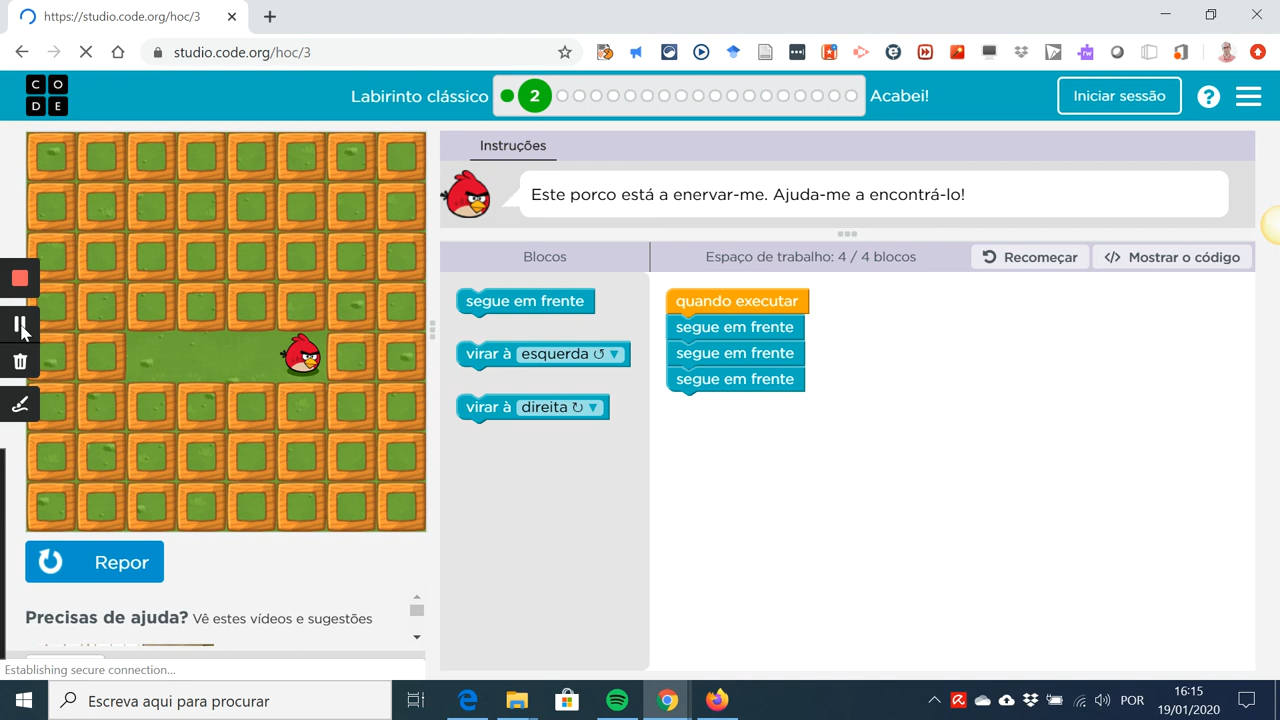 https://studio.code.org/hoc/3
studio.code.org/hoc/3
C O
D E
Labirinto clássico
2
Acabei!
Iniciar sessão
?
Instruções
Este porco está a enervar-me. Ajuda-me a encontrá-lo!
Blocos
Espaço de trabalho: 4 / 4 blocos
Recomeçar
</> Mostrar o código
segue em frente
virar à esquerda ↺ ▼
virar à direita ↻ ▼
quando executar
segue em frente
segue em frente
segue em frente
Repor
Precisas de ajuda? Vê estes vídeos e sugestões
Establishing secure connection...
Escreva aqui para procurar
POR
16:15
19/01/2020